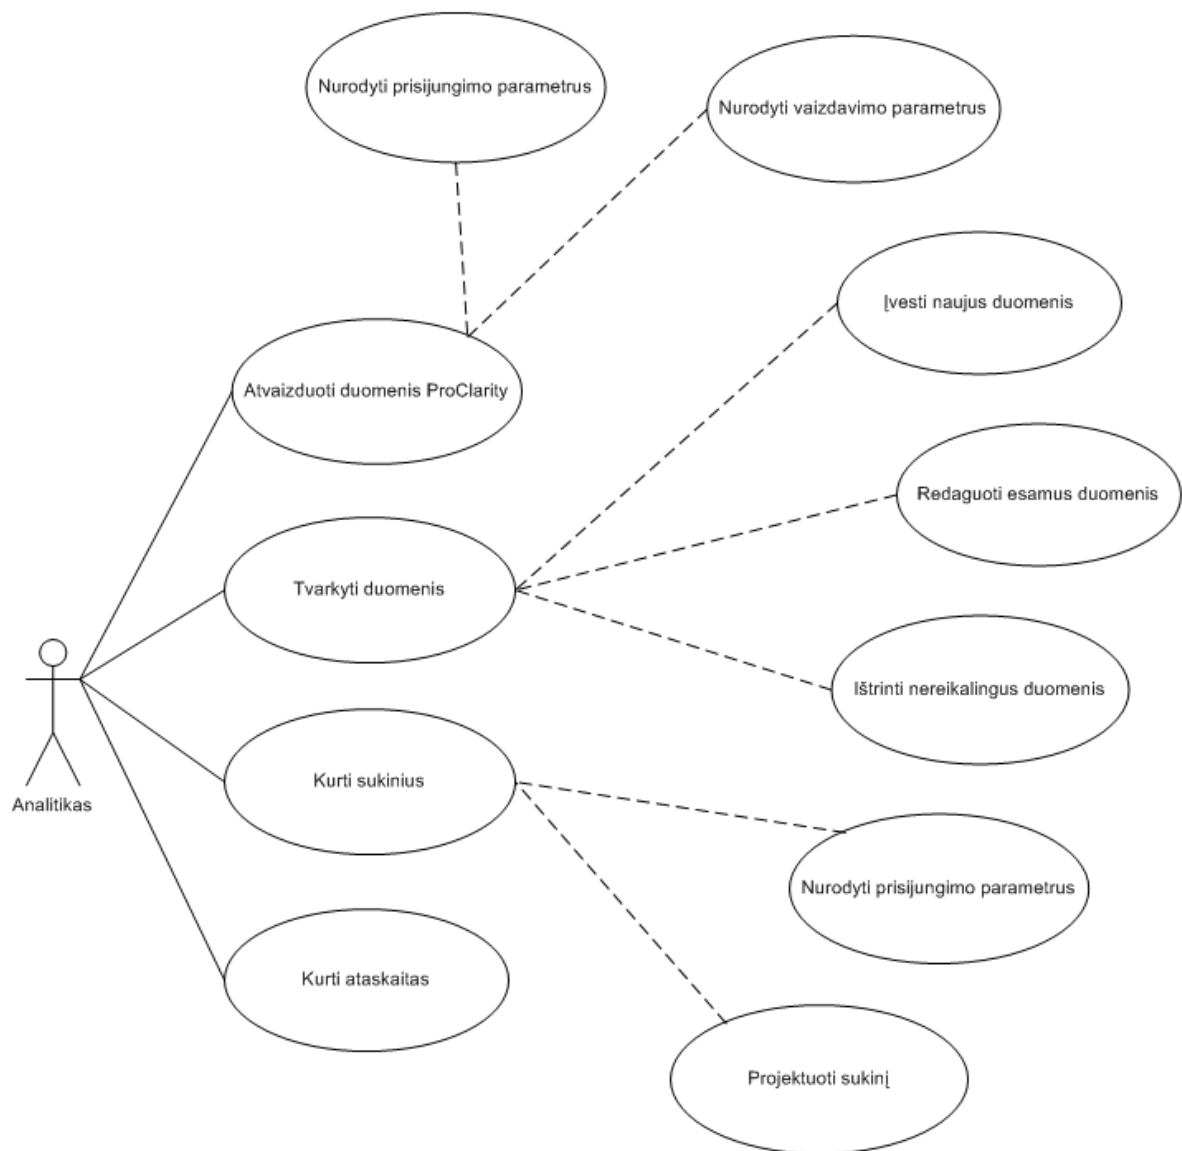 Nurodyti prisijungimo parametrus
Nurodyti vaizdavimo parametrus
Įvesti naujus duomenis
Atvaizduoti duomenis ProClarity
Redaguoti esamus duomenis
Tvarkyti duomenis
Ištrinti nereikalingus duomenis
Kurti sukinius
Analitikas
Nurodyti prisijungimo parametrus
Kurti ataskaitas
Projektuoti sukinį